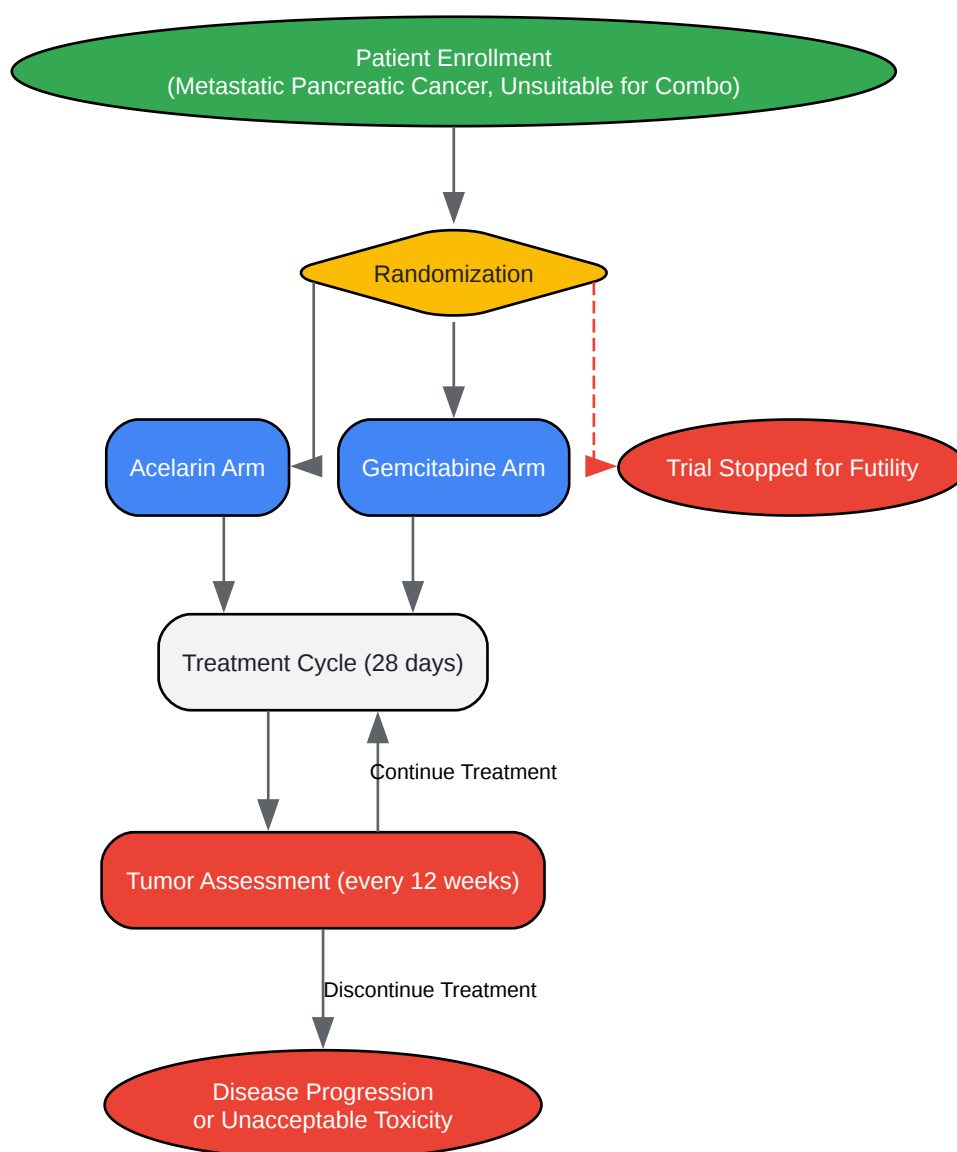 Patient Enrollment
(Metastatic Pancreatic Cancer, Unsuitable for Combo)
Randomization
Acelarin Arm
Gemcitabine Arm
Trial Stopped for Futility
Treatment Cycle (28 days)
Continue Treatment
Tumor Assessment (every 12 weeks)
Discontinue Treatment
Disease Progression
or Unacceptable Toxicity